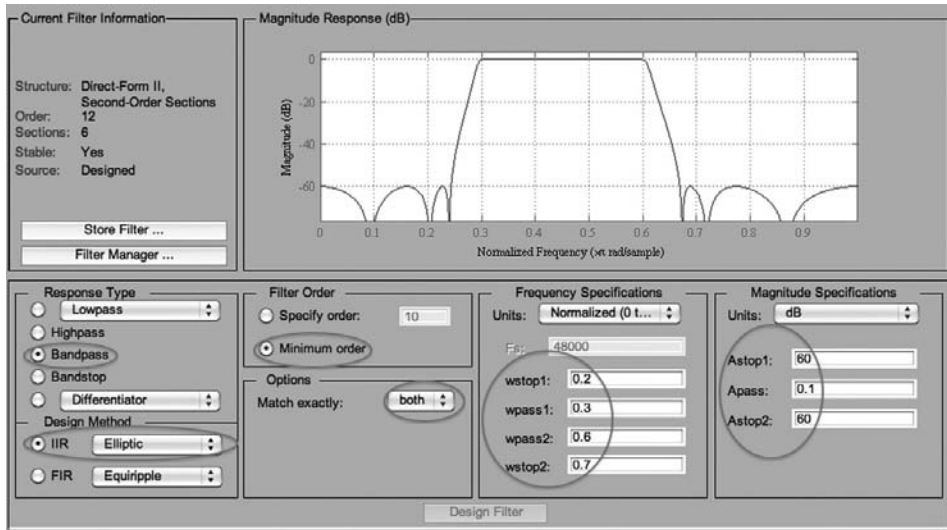 Current Filter Information
Structure: Direct-Form II,
Second-Order Sections
Order: 12
Sections: 6
Stable: Yes
Source: Designed
Store Filter ...
Filter Manager ...
Magnitude Response (dB)
Magnitude (dB)
0
-20
-40
-60
0 0.1 0.2 0.3 0.4 0.5 0.6 0.7 0.8 0.9
Normalized Frequency (×π rad/sample)
Response Type
Lowpass
Highpass
Bandpass
Bandstop
Differentiator
Design Method
IIR Elliptic
FIR Equiripple
Filter Order
Specify order: 10
Minimum order
Options
Match exactly: both
Frequency Specifications
Units: Normalized (0 t...
Fs: 48000
wstop1: 0.2
wpass1: 0.3
wpass2: 0.6
wstop2: 0.7
Magnitude Specifications
Units: dB
Astop1: 60
Apass: 0.1
Astop2: 60
Design Filter